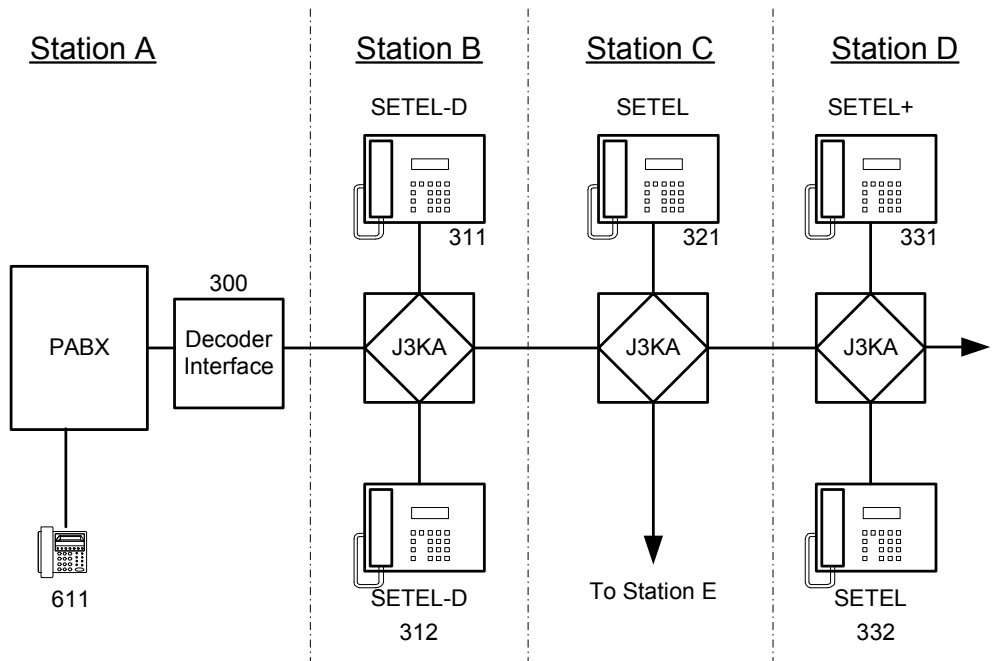 Station A
Station B
Station C
Station D
SETEL-D
SETEL
SETEL+
311
321
331
300
PABX
Decoder
Interface
J3KA
J3KA
J3KA
611
SETEL-D
312
To Station E
SETEL
332